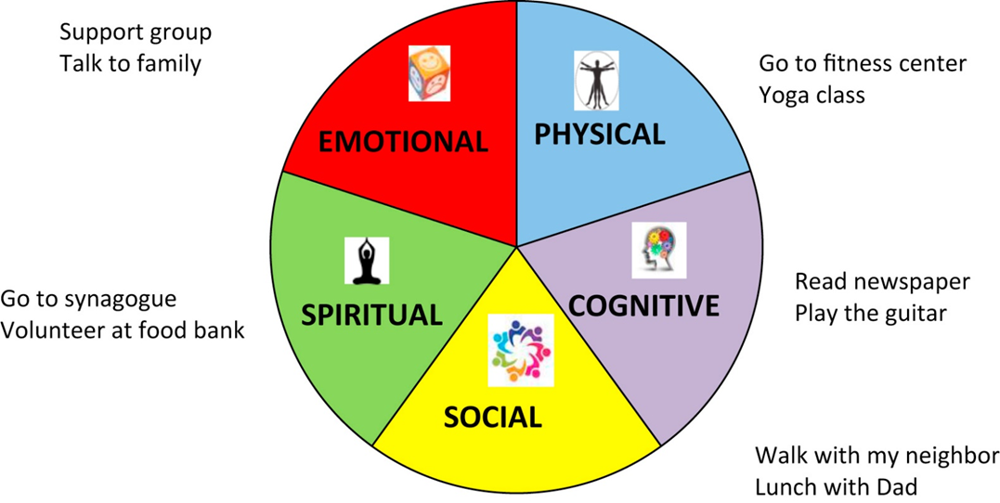 Support group
Talk to family
EMOTIONAL
PHYSICAL
Go to fitness center
Yoga class
Go to synagogue
Volunteer at food bank
SPIRITUAL
COGNITIVE
Read newspaper
Play the guitar
SOCIAL
Walk with my neighbor
Lunch with Dad